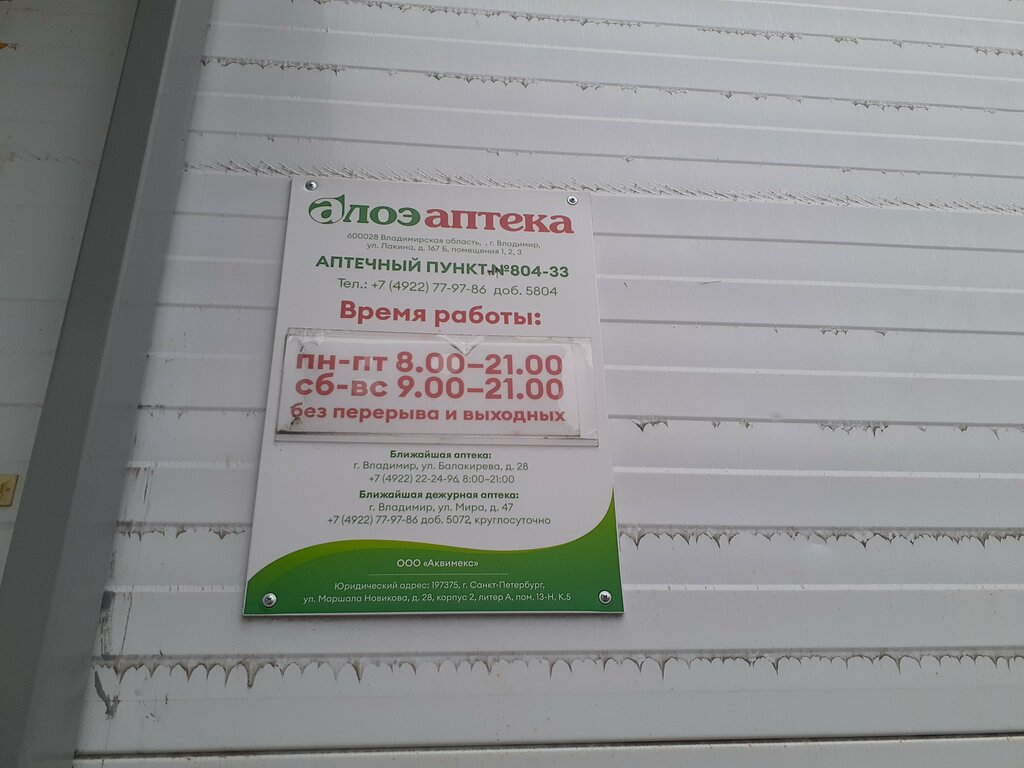 алоэ аптека
600028 Владимирская область, , г. Владимир,
ул. Лакина, д. 167 Б, помещения 1, 2, 3
АПТЕЧНЫЙ ПУНКТ №804-33
Тел.: +7 (4922) 77-97-86 доб. 5804
Время работы:
пн-пт 8.00–21.00
сб-вс 9.00–21.00
без перерыва и выходных
Ближайшая аптека:
г. Владимир, ул. Балакирева, д. 28
+7 (4922) 22-24-96, 8:00–21:00
Ближайшая дежурная аптека:
г. Владимир, ул. Мира, д. 47
+7 (4922) 77-97-86 доб. 5072, круглосуточно
ООО «Аквимекс»
Юридический адрес: 197375, г. Санкт-Петербург,
ул. Маршала Новикова, д. 28, корпус 2, литер А, пом. 13-Н, К.5